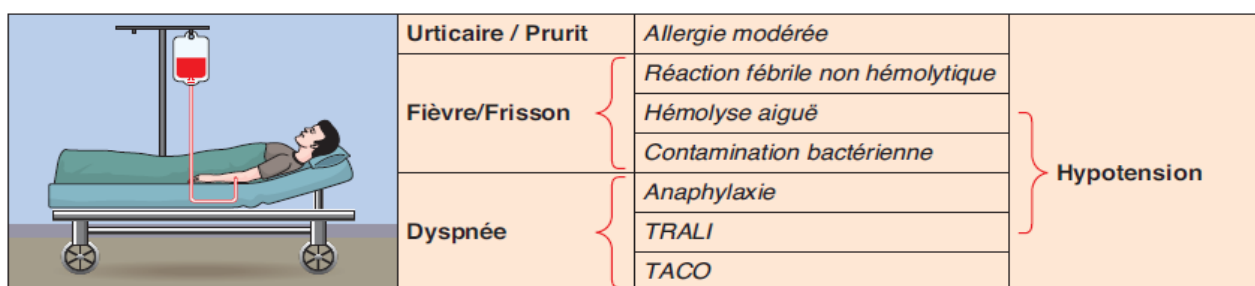 Urticaire / Prurit
Allergie modérée
Fièvre/Frisson
Réaction fébrile non hémolytique
Hémolyse aiguë
Contamination bactérienne
Dyspnée
Anaphylaxie
TRALI
TACO
Hypotension